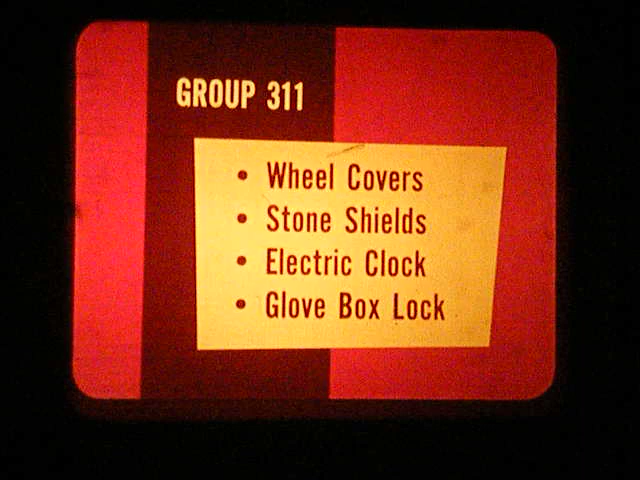 GROUP 311
• Wheel Covers
• Stone Shields
• Electric Clock
• Glove Box Lock